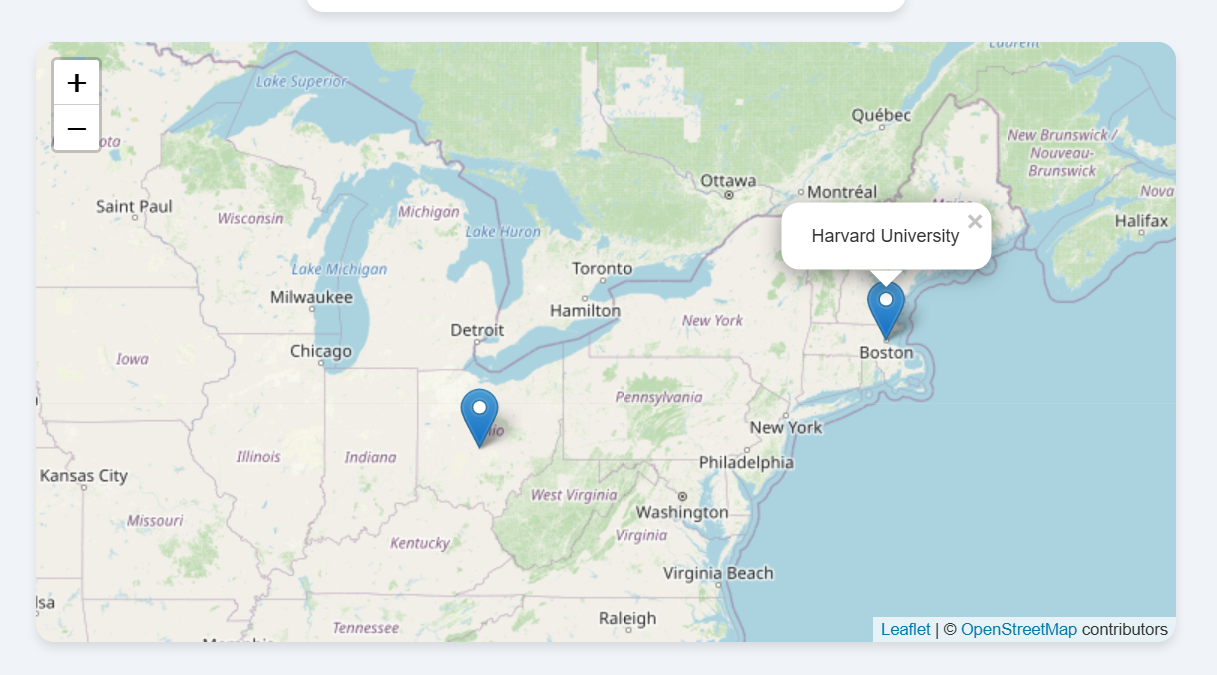 Laurent
+
Lake Superior
−
Québec
New Brunswick /
Nouveau-
Brunswick
Ottawa
Montréal
Nova
Saint Paul
Wisconsin
Michigan
Halifax
Lake Huron
Harvard University ×
Lake Michigan
Toronto
Milwaukee
Hamilton
New York
Detroit
Chicago
Boston
Iowa
Pennsylvania
New York
Illinois
Indiana
Philadelphia
Kansas City
West Virginia
Washington
Missouri
Virginia
Kentucky
Virginia Beach
lsa
Raleigh
Tennessee
Leaflet | © OpenStreetMap contributors